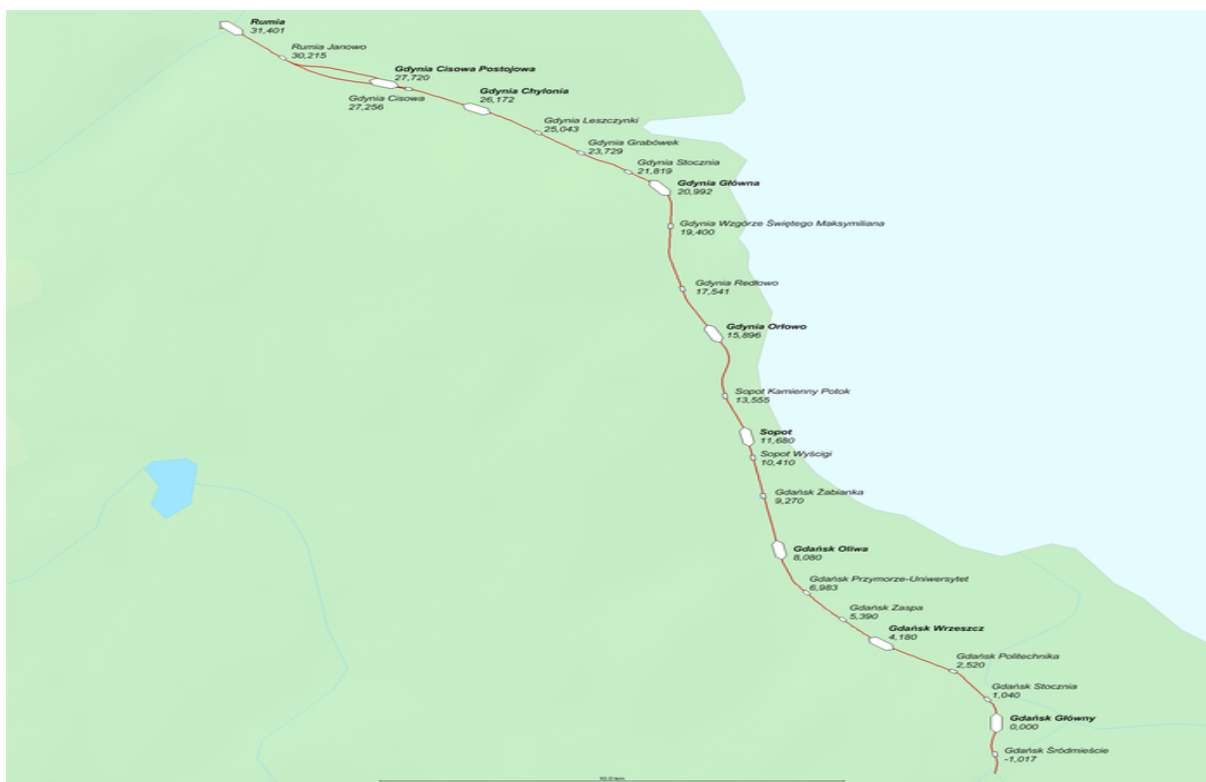 Rumia
31,401
Rumia Janowo
30,215
Gdynia Cisowa Postojowa
27,720
Gdynia Cisowa
27,256
Gdynia Chylonia
26,172
Gdynia Leszczynki
25,043
Gdynia Grabówek
23,729
Gdynia Stocznia
21,819
Gdynia Główna
20,992
Gdynia Wzgórze Świętego Maksymiliana
19,400
Gdynia Redłowo
17,541
Gdynia Orłowo
15,896
Sopot Kamienny Potok
13,555
Sopot
11,680
Sopot Wyścigi
10,410
Gdańsk Żabianka
9,270
Gdańsk Oliwa
8,080
Gdańsk Przymorze-Uniwersytet
6,983
Gdańsk Zaspa
5,390
Gdańsk Wrzeszcz
4,180
Gdańsk Politechnika
2,520
Gdańsk Stocznia
1,040
Gdańsk Główny
0,000
Gdańsk Śródmieście
-1,017
10.0 km